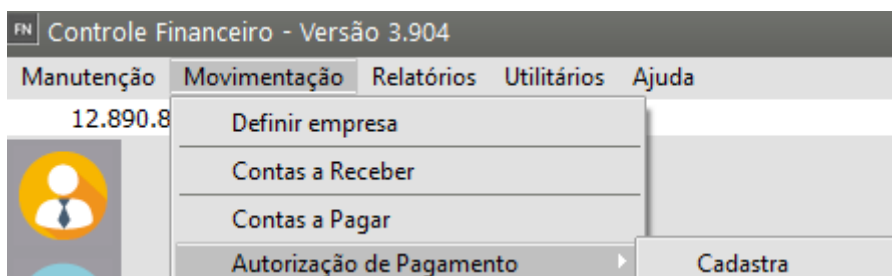 FN Controle Financeiro - Versão 3.904
Manutenção Movimentação Relatórios Utilitários Ajuda
12.890.8
Definir empresa
Contas a Receber
Contas a Pagar
Autorização de Pagamento Cadastra